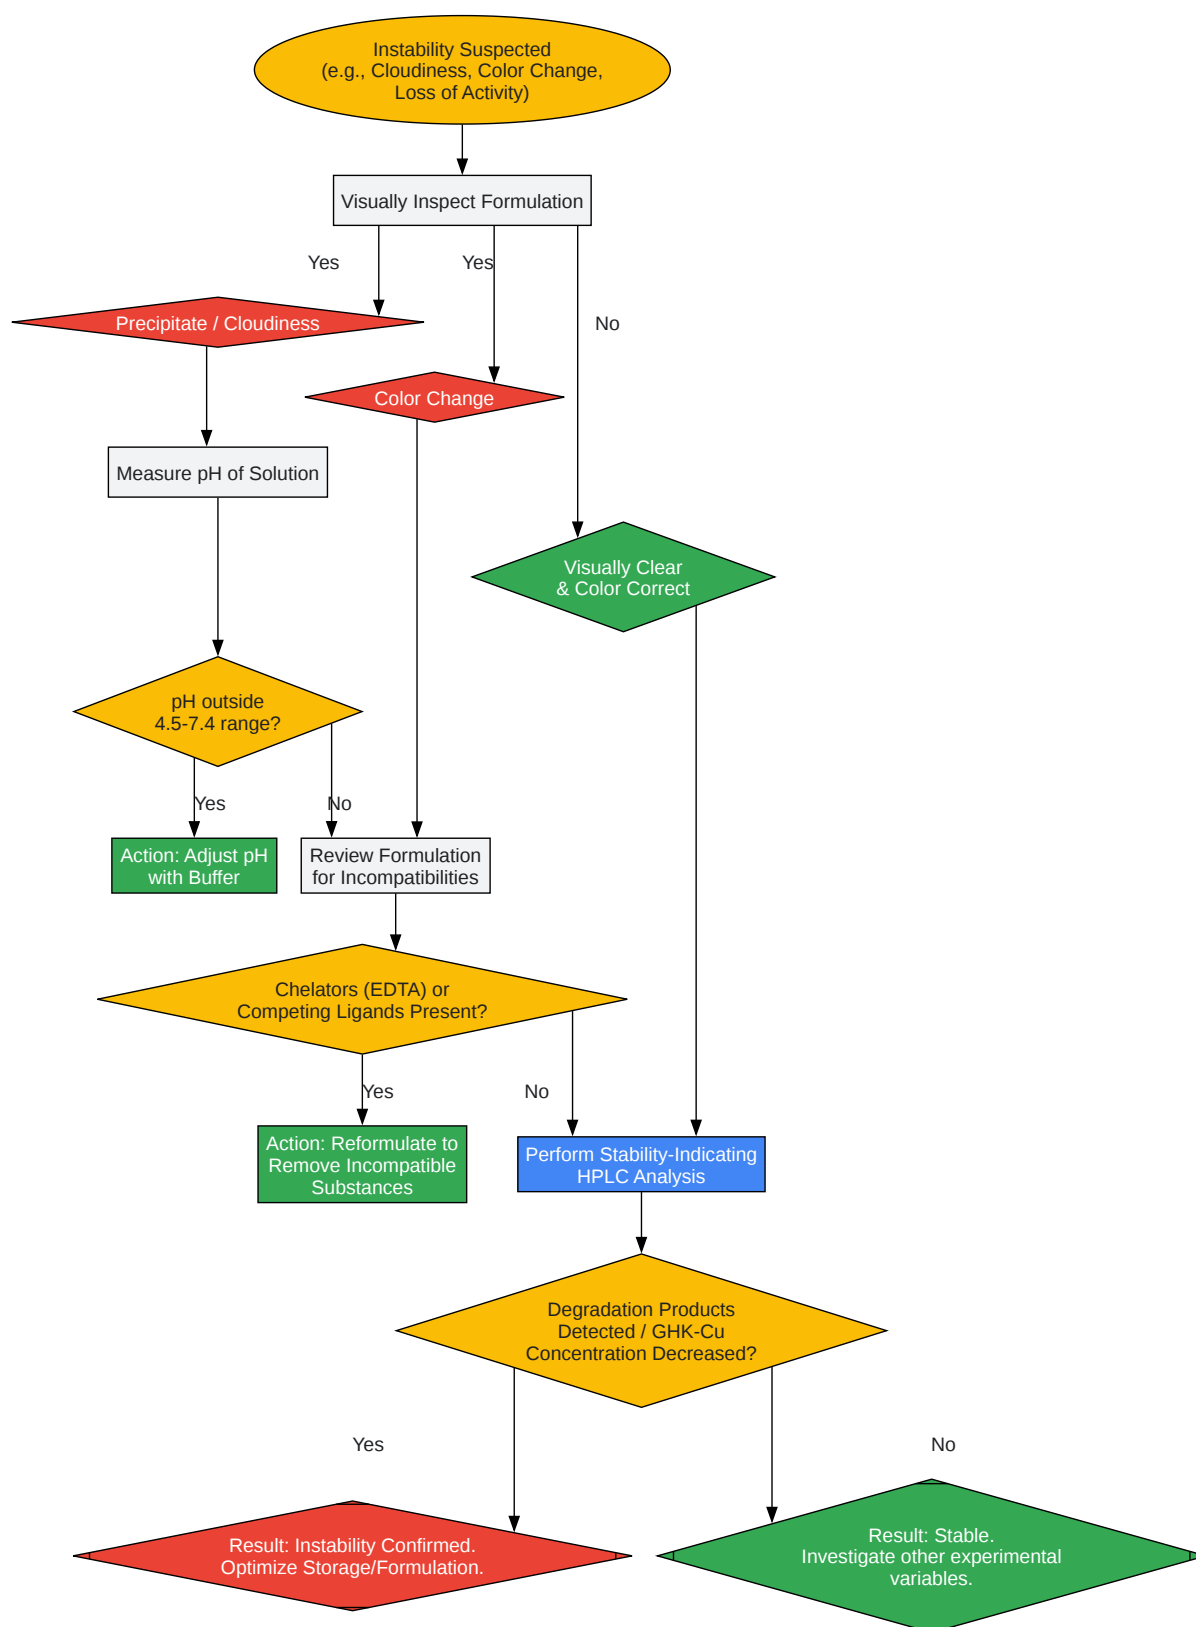 Instability Suspected
(e.g., Cloudiness, Color Change,
Loss of Activity)
Visually Inspect Formulation
Yes
Yes
No
Precipitate / Cloudiness
Color Change
Measure pH of Solution
Visually Clear
& Color Correct
pH outside
4.5-7.4 range?
Yes
No
Action: Adjust pH
with Buffer
Review Formulation
for Incompatibilities
Chelators (EDTA) or
Competing Ligands Present?
Yes
No
Action: Reformulate to
Remove Incompatible
Substances
Perform Stability-Indicating
HPLC Analysis
Degradation Products
Detected / GHK-Cu
Concentration Decreased?
Yes
No
Result: Instability Confirmed.
Optimize Storage/Formulation.
Result: Stable.
Investigate other experimental
variables.